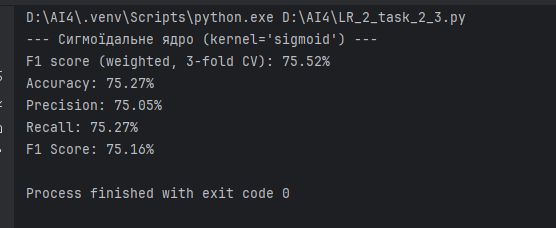 D:\AI4\.venv\Scripts\python.exe D:\AI4\LR_2_task_2_3.py
--- Сигмоїдальне ядро (kernel='sigmoid') ---
F1 score (weighted, 3-fold CV): 75.52%
Accuracy: 75.27%
Precision: 75.05%
Recall: 75.27%
F1 Score: 75.16%
Process finished with exit code 0